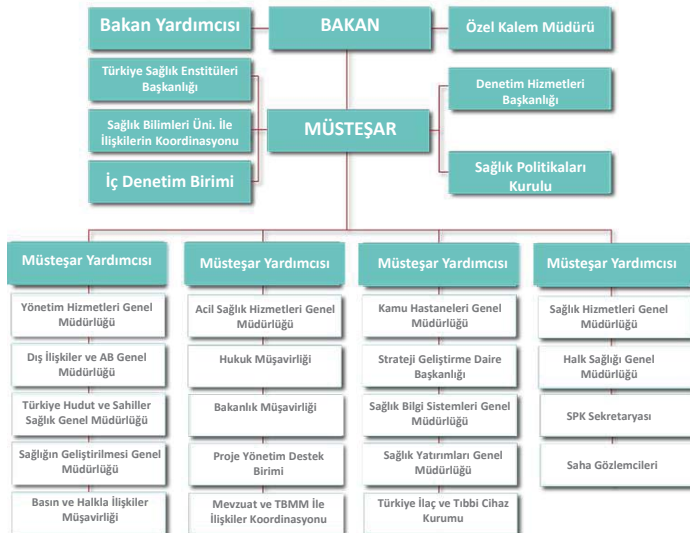 Bakan Yardımcısı
BAKAN
Özel Kalem Müdürü
Türkiye Sağlık Enstitüleri
Başkanlığı
Denetim Hizmetleri
Başkanlığı
Sağlık Bilimleri Üni. İle
İlişkilerin Koordinasyonu
MÜSTEŞAR
İç Denetim Birimi
Sağlık Politikaları
Kurulu
Müsteşar Yardımcısı
Yönetim Hizmetleri Genel
Müdürlüğü
Dış İlişkiler ve AB Genel
Müdürlüğü
Türkiye Hudut ve Sahiller
Sağlık Genel Müdürlüğü
Sağlığın Geliştirilmesi Genel
Müdürlüğü
Basın ve Halkla İlişkiler
Müşavirliği
Müsteşar Yardımcısı
Acil Sağlık Hizmetleri Genel
Müdürlüğü
Hukuk Müşavirliği
Bakanlık Müşavirliği
Proje Yönetim Destek
Birimi
Mevzuat ve TBMM İle
İlişkiler Koordinasyonu
Müsteşar Yardımcısı
Kamu Hastaneleri Genel
Müdürlüğü
Strateji Geliştirme Daire
Başkanlığı
Sağlık Bilgi Sistemleri Genel
Müdürlüğü
Sağlık Yatırımları Genel
Müdürlüğü
Türkiye İlaç ve Tıbbi Cihaz
Kurumu
Müsteşar Yardımcısı
Sağlık Hizmetleri Genel
Müdürlüğü
Halk Sağlığı Genel
Müdürlüğü
SPK Sekretaryası
Saha Gözlemcileri